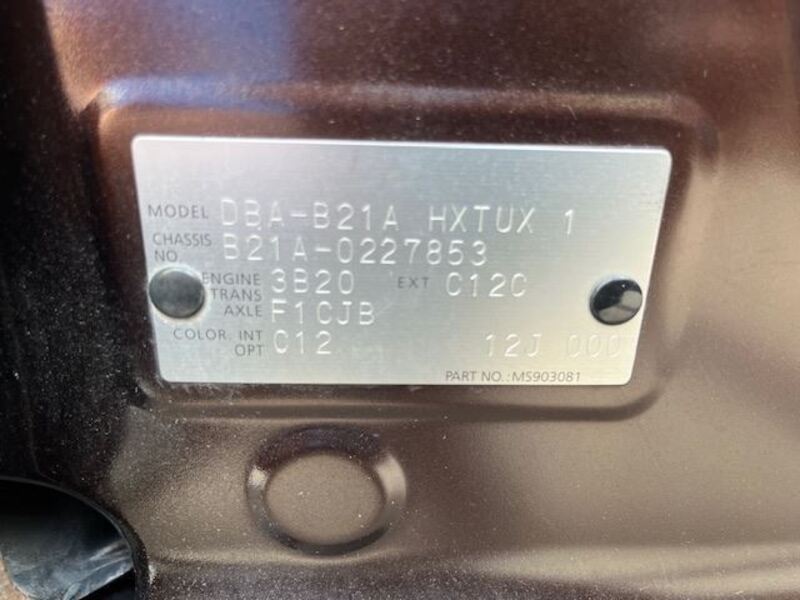 MODEL DBA-B21A HXTUX 1
CHASSIS NO. B21A-0227853
ENGINE 3B20 EXT C12C
TRANS AXLE F1CJB
COLOR. INT OPT C12 12J 000
PART NO.: M5903081